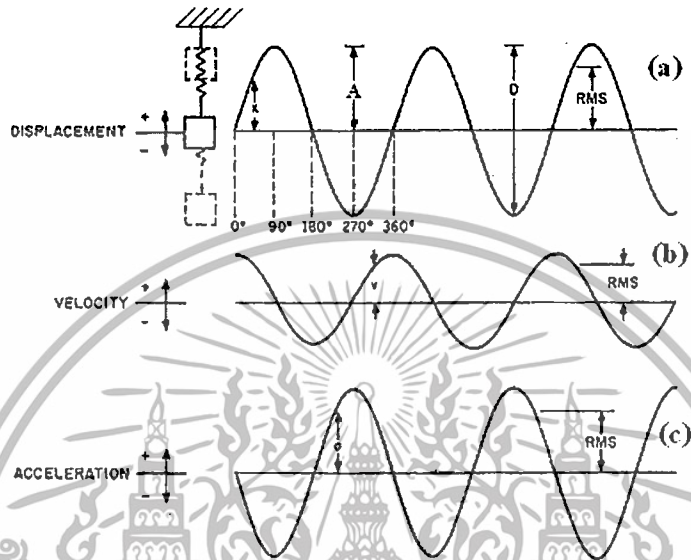 (a)
A
D
RMS
x
DISPLACEMENT
+
-
0° 90° 180° 270° 360°
(b)
RMS
v
VELOCITY
+
-
(c)
RMS
a
ACCELERATION
+
-